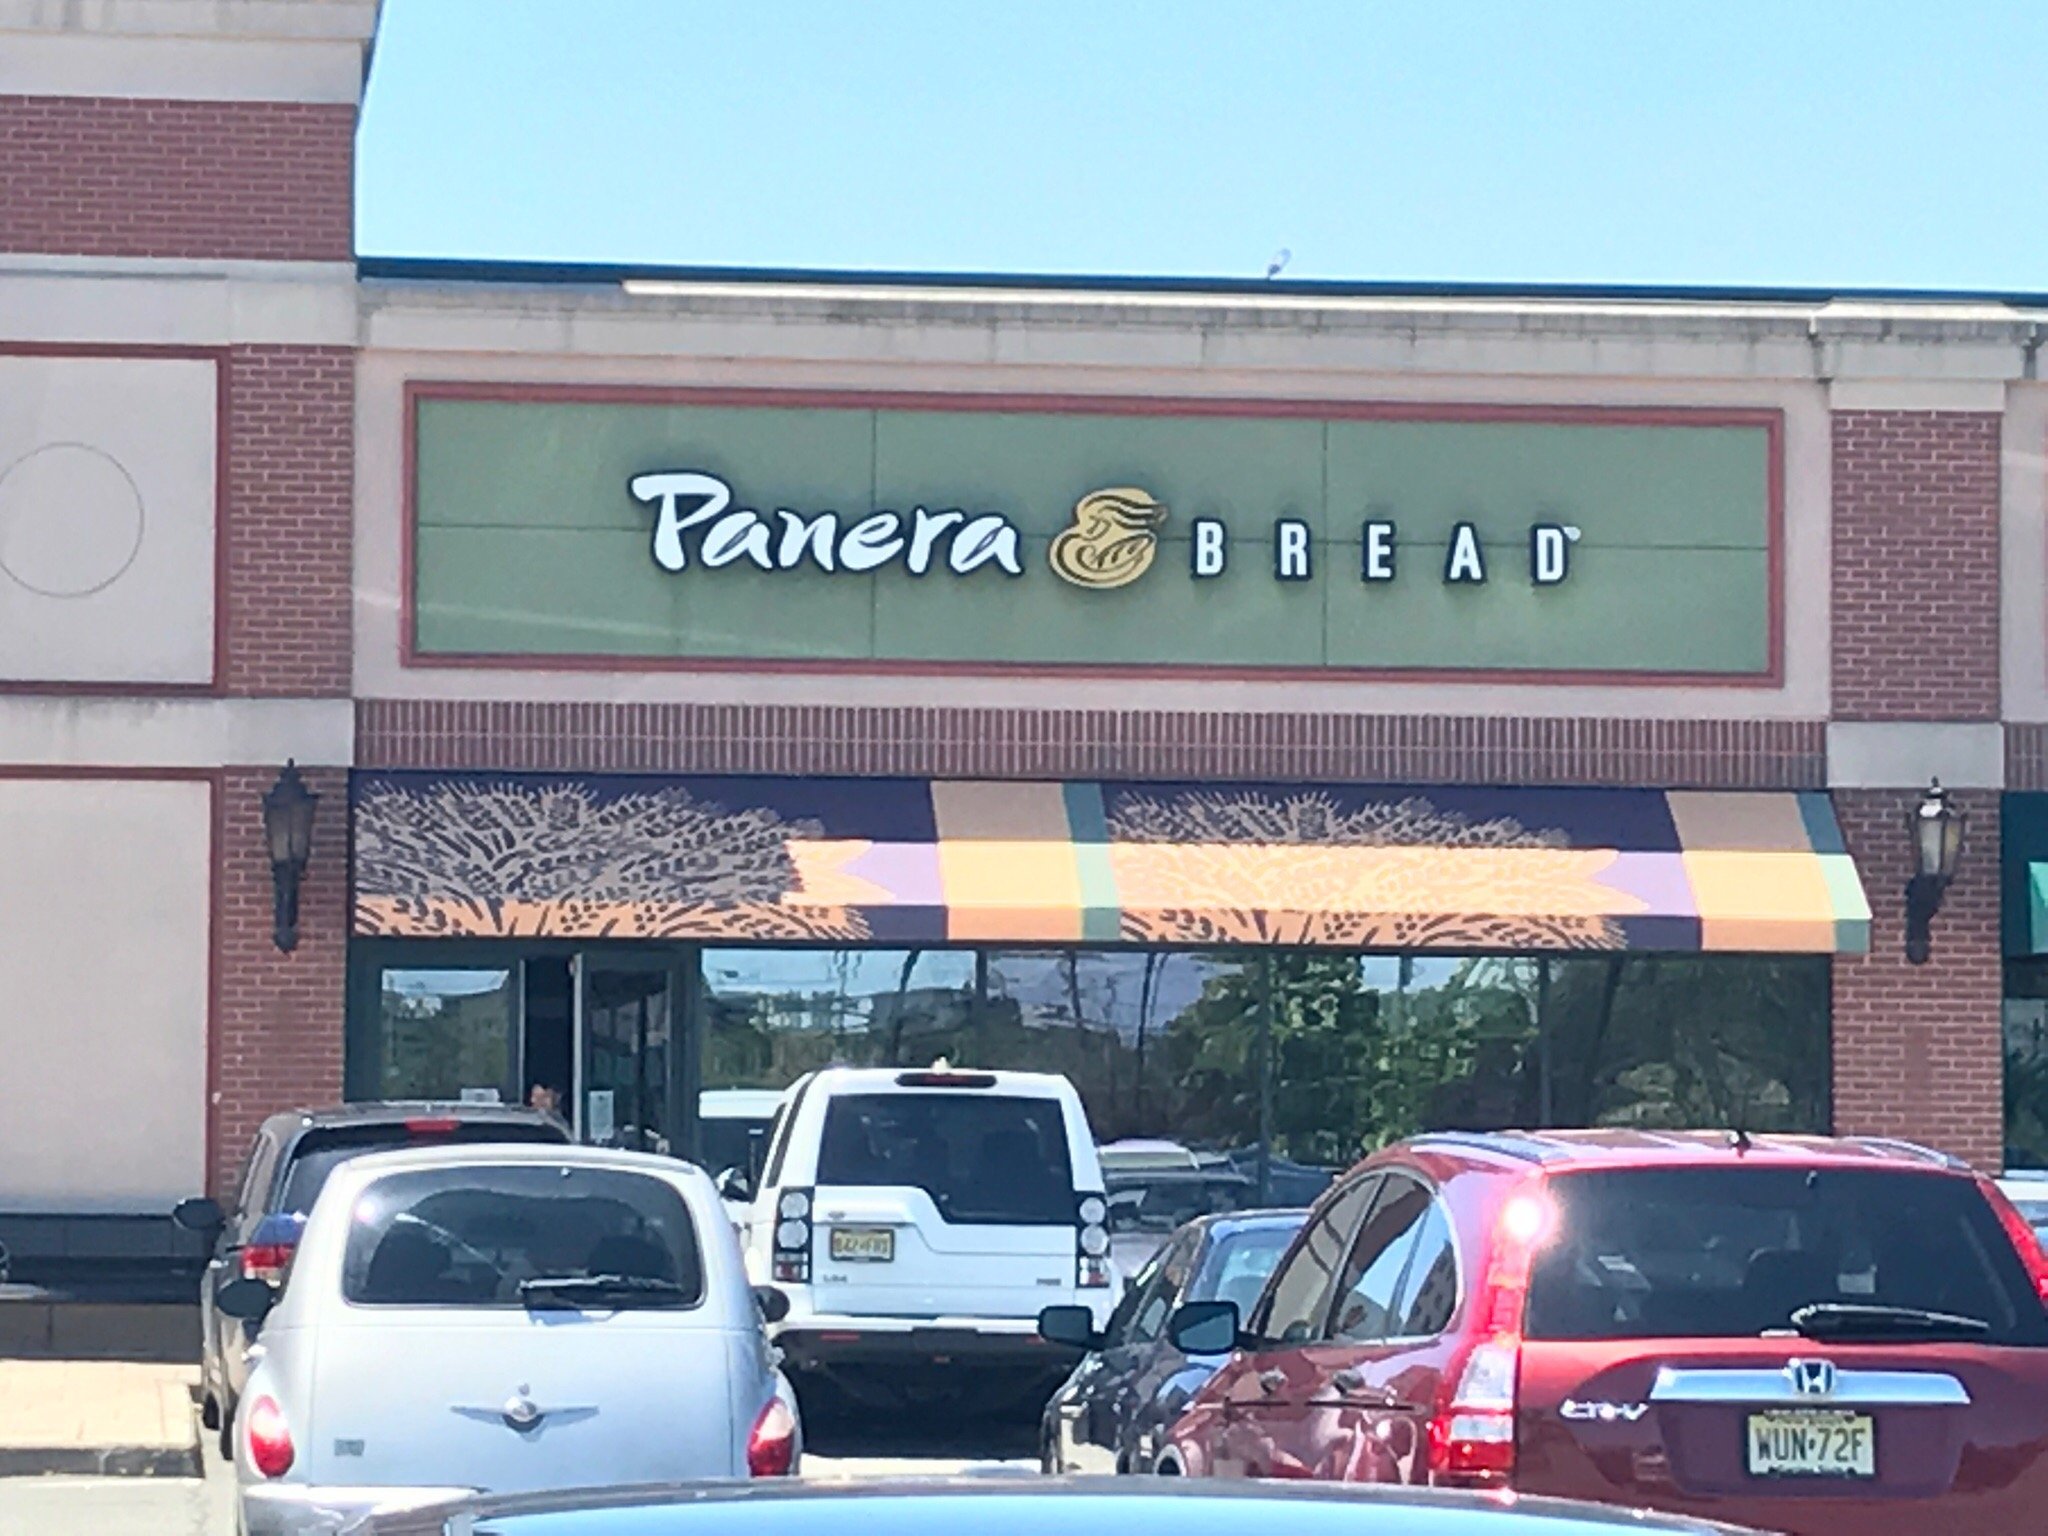 Panera BREAD
CR-V
WUN•72F